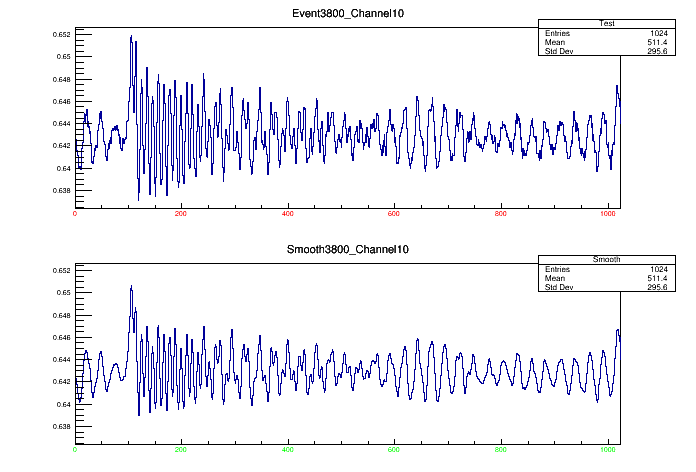 Event3800_Channel10
Test
Entries 1024
Mean 511.4
Std Dev 295.6
0.652
0.65
0.648
0.646
0.644
0.642
0.64
0.638
0 200 400 600 800 1000
Smooth3800_Channel10
Smooth
Entries 1024
Mean 511.4
Std Dev 295.6
0.652
0.65
0.648
0.646
0.644
0.642
0.64
0.638
0 200 400 600 800 1000